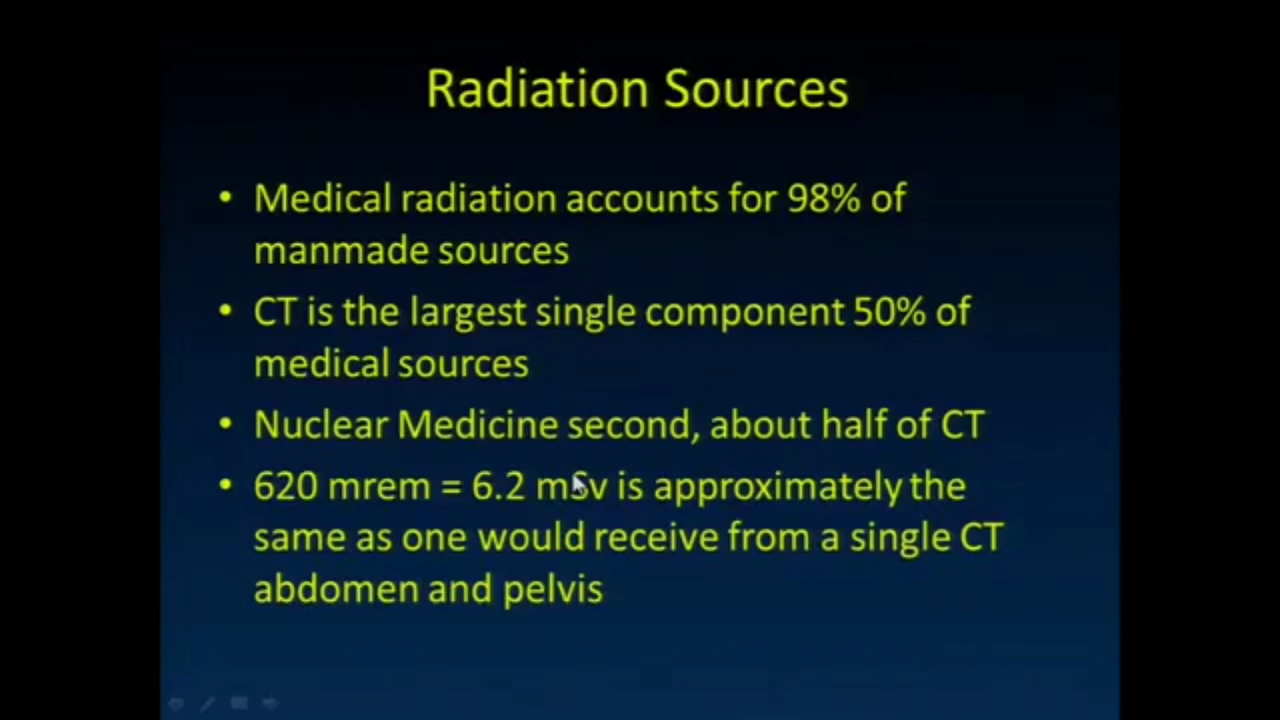 Radiation Sources
• Medical radiation accounts for 98% of
manmade sources
• CT is the largest single component 50% of
medical sources
• Nuclear Medicine second, about half of CT
• 620 mrem = 6.2 mSv is approximately the
same as one would receive from a single CT
abdomen and pelvis